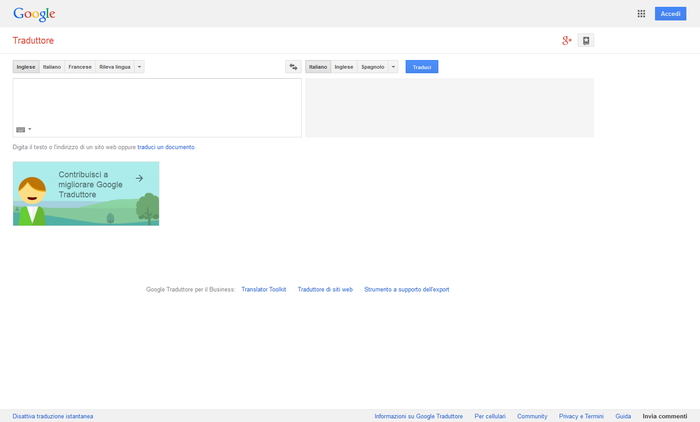 Google
Accedi
Traduttore
Inglese Italiano Francese Rileva lingua
Italiano Inglese Spagnolo
Traduci
Digita il testo o l'indirizzo di un sito web oppure traduci un documento.
Contribuisci a
migliorare Google
Traduttore
Google Traduttore per il Business: Translator Toolkit Traduttore di siti web Strumento a supporto dell'export
Disattiva traduzione istantanea Informazioni su Google Traduttore Per cellulari Community Privacy e Termini Guida Invia commenti